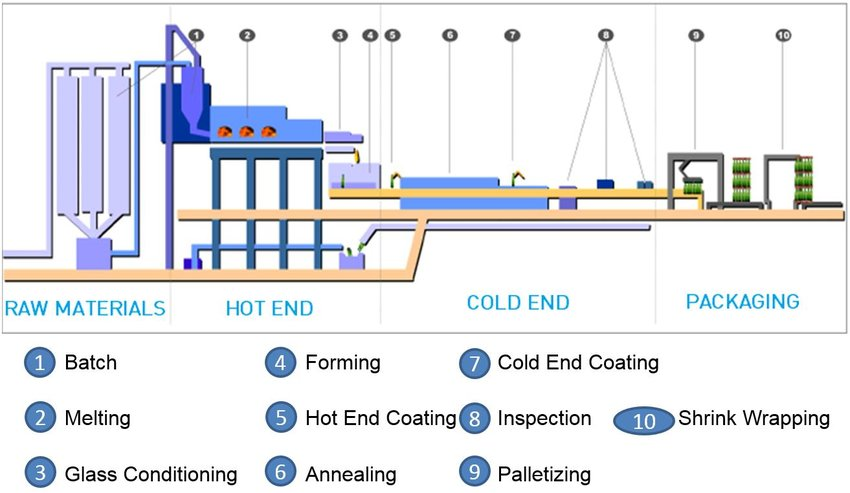 1 2 3 4 5 6 7 8 9 10
RAW MATERIALS HOT END COLD END PACKAGING
1 Batch 4 Forming 7 Cold End Coating
2 Melting 5 Hot End Coating 8 Inspection 10 Shrink Wrapping
3 Glass Conditioning 6 Annealing 9 Palletizing